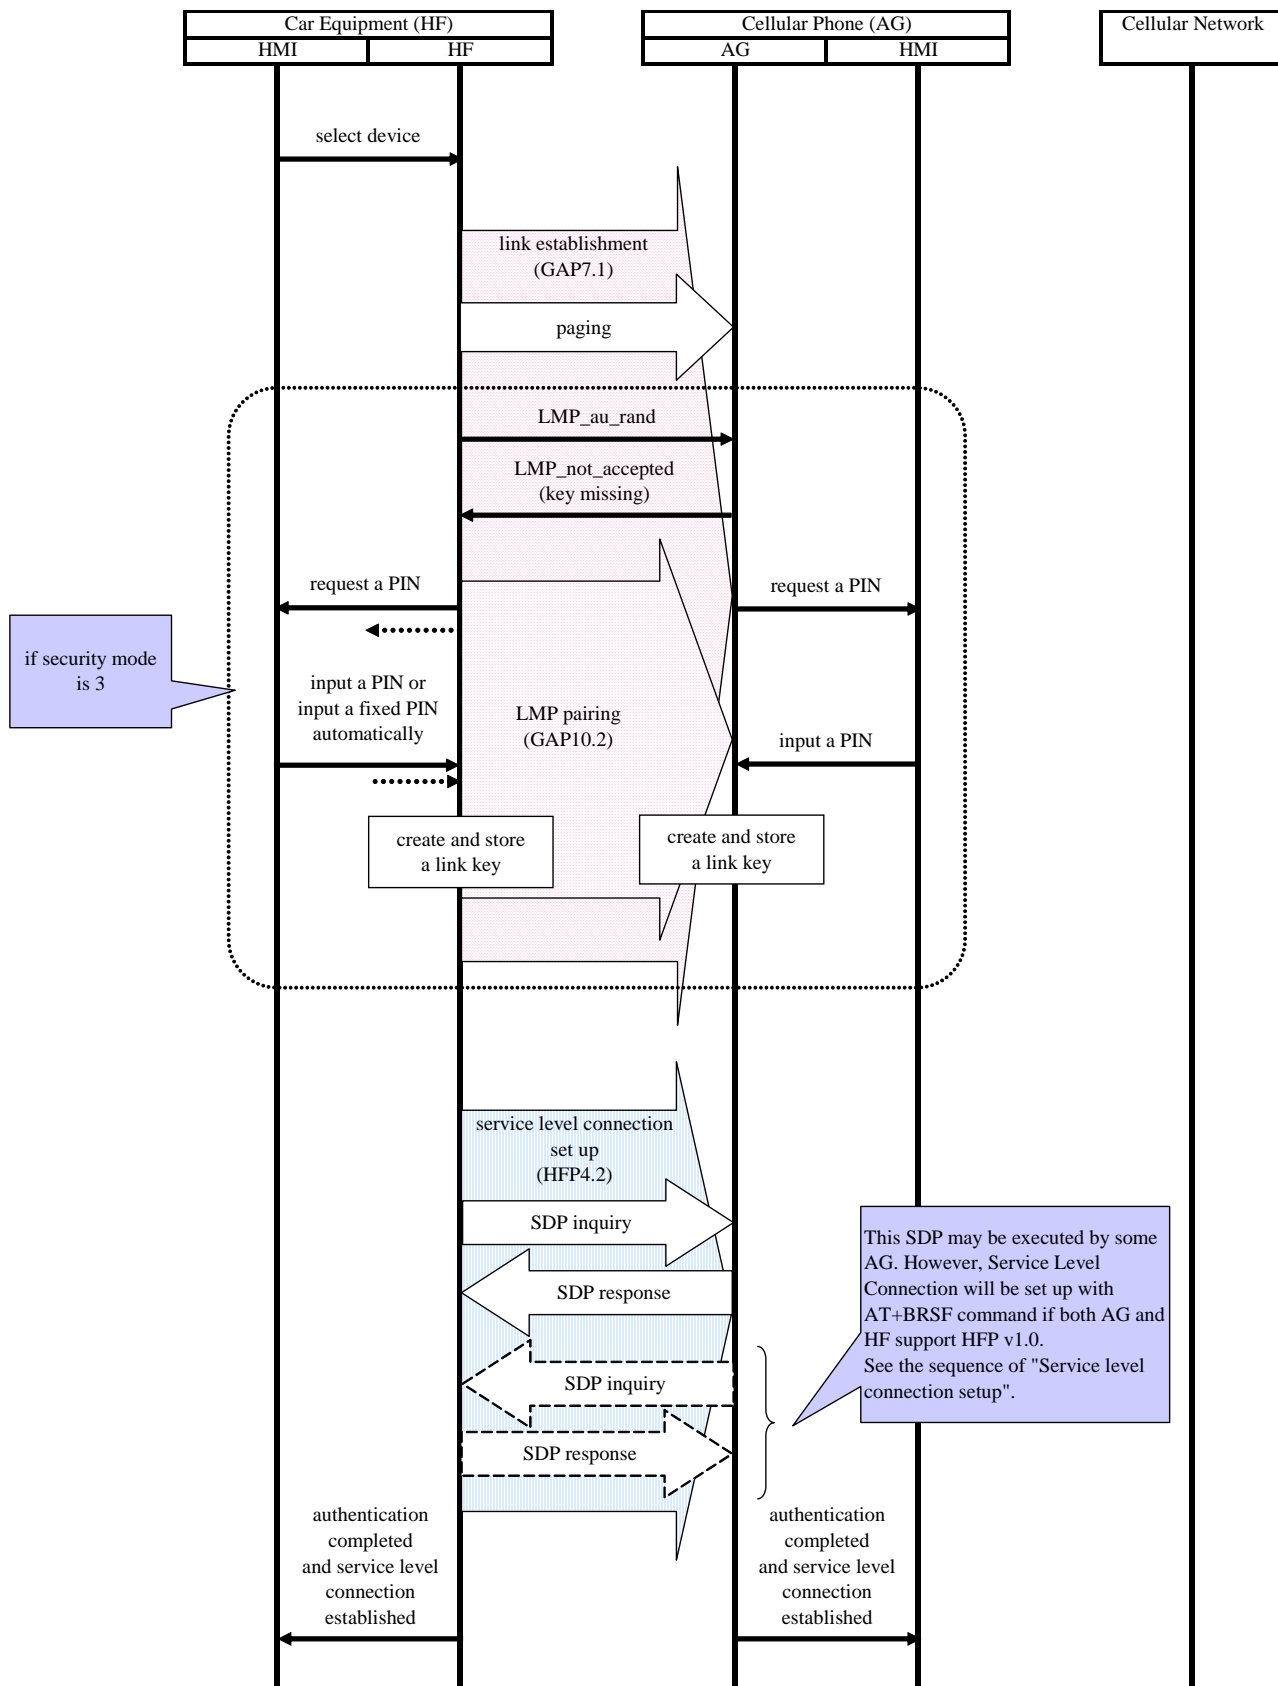 Car Equipment (HF)
Cellular Phone (AG)
Cellular Network
HMI
HF
AG
HMI
select device
link establishment
(GAP7.1)
paging
LMP_au_rand
LMP_not_accepted
(key missing)
request a PIN
request a PIN
if security mode
is 3
input a PIN or
input a fixed PIN
automatically
LMP pairing
(GAP10.2)
input a PIN
create and store
a link key
create and store
a link key
service level connection
set up
(HFP4.2)
SDP inquiry
SDP response
SDP inquiry
SDP response
This SDP may be executed by some
AG. However, Service Level
Connection will be set up with
AT+BRSF command if both AG and
HF support HFP v1.0.
See the sequence of "Service level
connection setup".
authentication
completed
and service level
connection
established
authentication
completed
and service level
connection
established